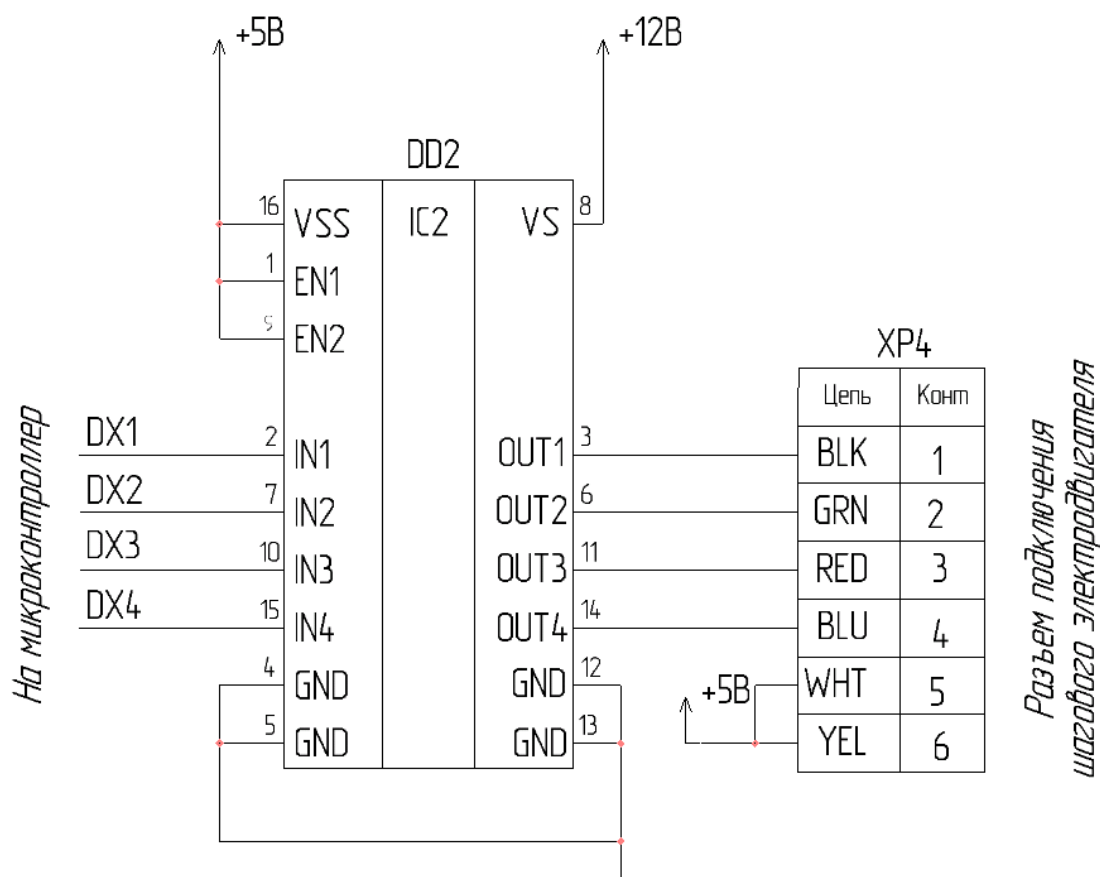 +5В
+12В
DD2
16 VSS IC2 VS 8
1 EN1
9 EN2
На микроконтроллер
DX1 2 IN1 OUT1 3
DX2 7 IN2 OUT2 6
DX3 10 IN3 OUT3 11
DX4 15 IN4 OUT4 14
4 GND GND 12
5 GND GND 13
+5В
XP4
Цепь Конт
BLK 1
GRN 2
RED 3
BLU 4
WHT 5
YEL 6
Разъем подключения
шагового электродвигателя